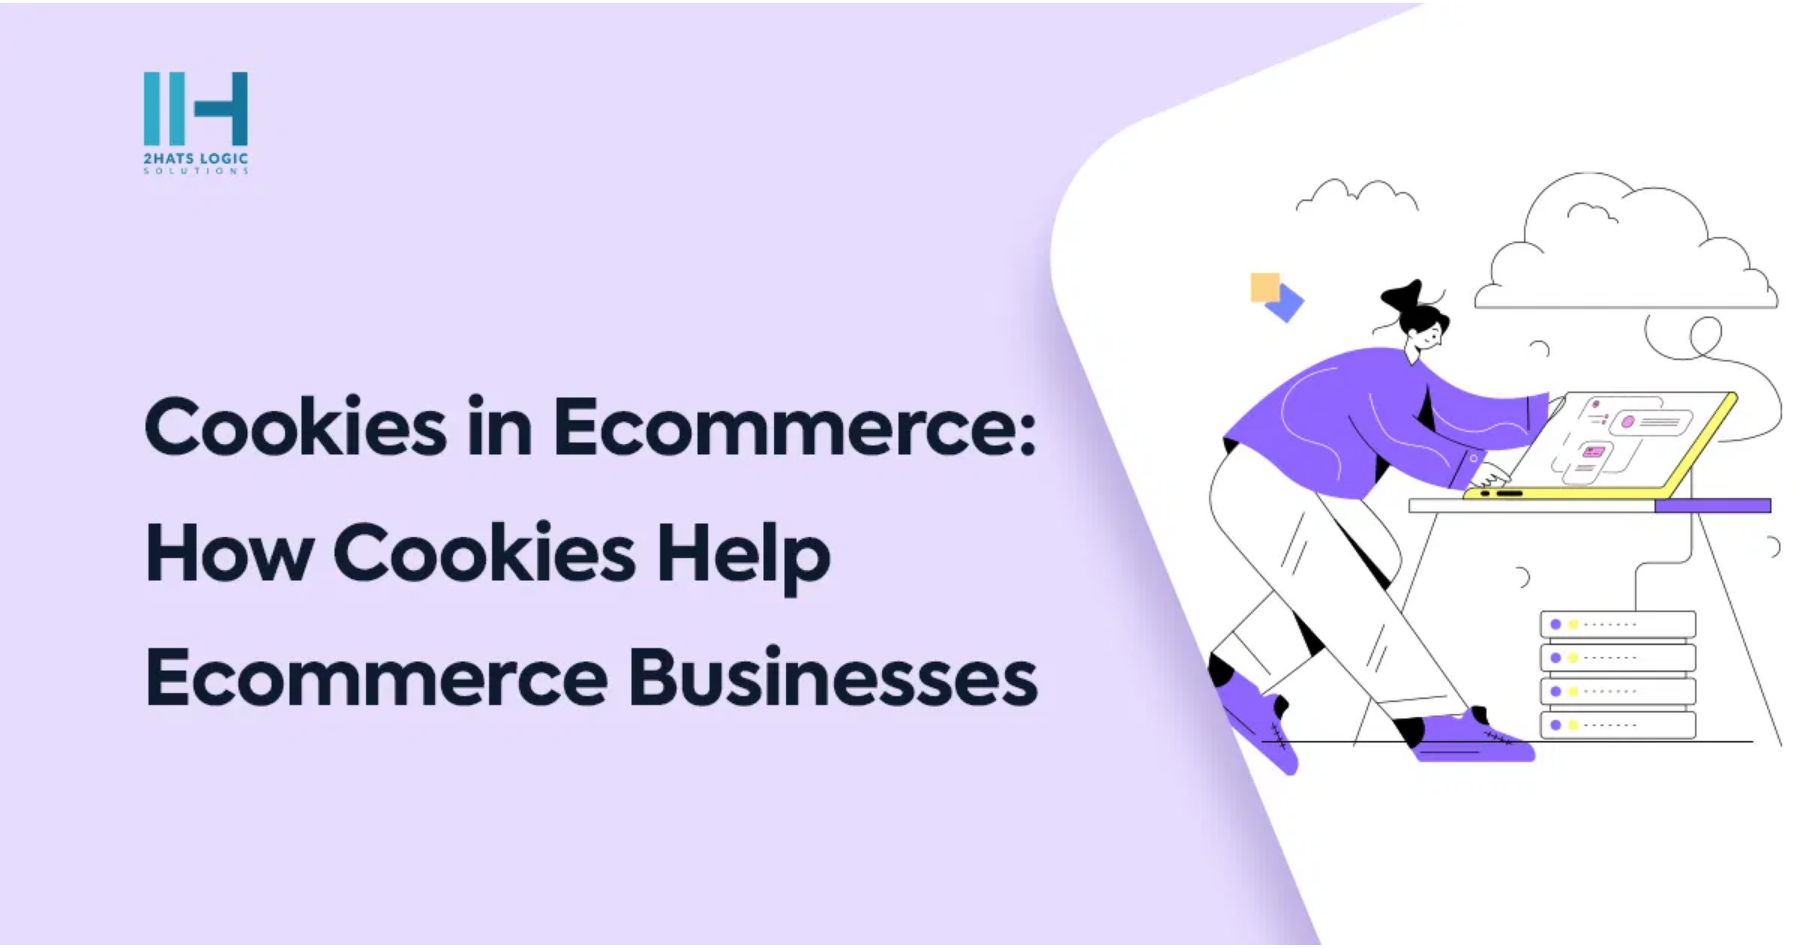 2HATS LOGIC
SOLUTIONS
Cookies in Ecommerce:
How Cookies Help
Ecommerce Businesses